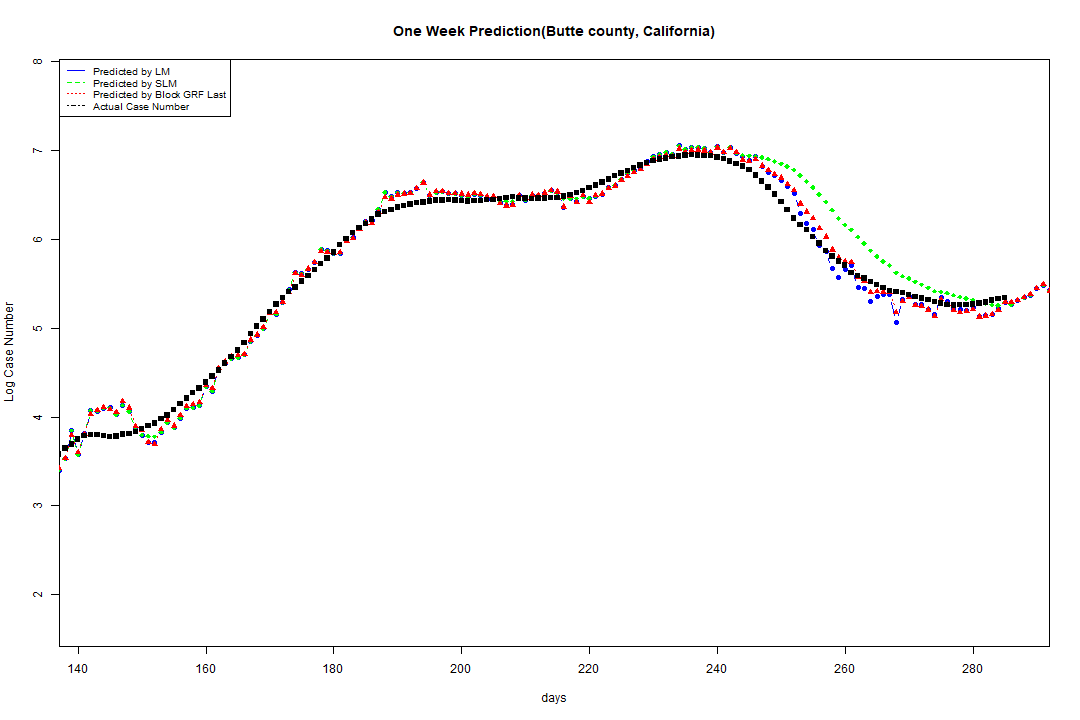 One Week Prediction(Butte county, California)
Predicted by LM
Predicted by SLM
Predicted by Block GRF Last
Actual Case Number
8
7
6
5
4
3
2
Log Case Number
140 160 180 200 220 240 260 280
days